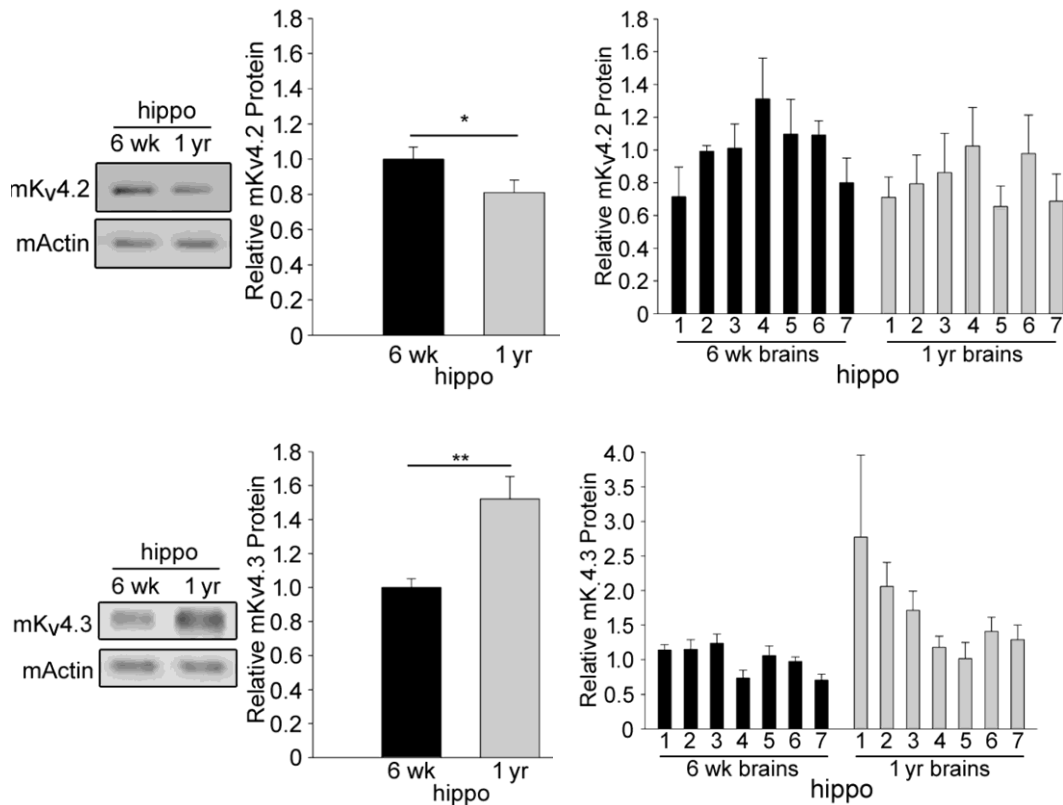 hippo
6 wk 1 yr
mKv4.2
mActin
Relative mKv4.2 Protein
1.8
1.6
1.4
1.2
1.0
0.8
0.6
0.4
0.2
0
*
6 wk 1 yr
hippo
Relative mKv4.2 Protein
1.8
1.6
1.4
1.2
1.0
0.8
0.6
0.4
0.2
0
1 2 3 4 5 6 7 1 2 3 4 5 6 7
6 wk brains 1 yr brains
hippo
hippo
6 wk 1 yr
mKv4.3
mActin
Relative mKv4.3 Protein
1.8
1.6
1.4
1.2
1.0
0.8
0.6
0.4
0.2
0
**
6 wk 1 yr
hippo
Relative mK 4.3 Protein
4.0
3.5
3.0
2.5
2.0
1.5
1.0
0.5
0
1 2 3 4 5 6 7 1 2 3 4 5 6 7
6 wk brains 1 yr brains
hippo